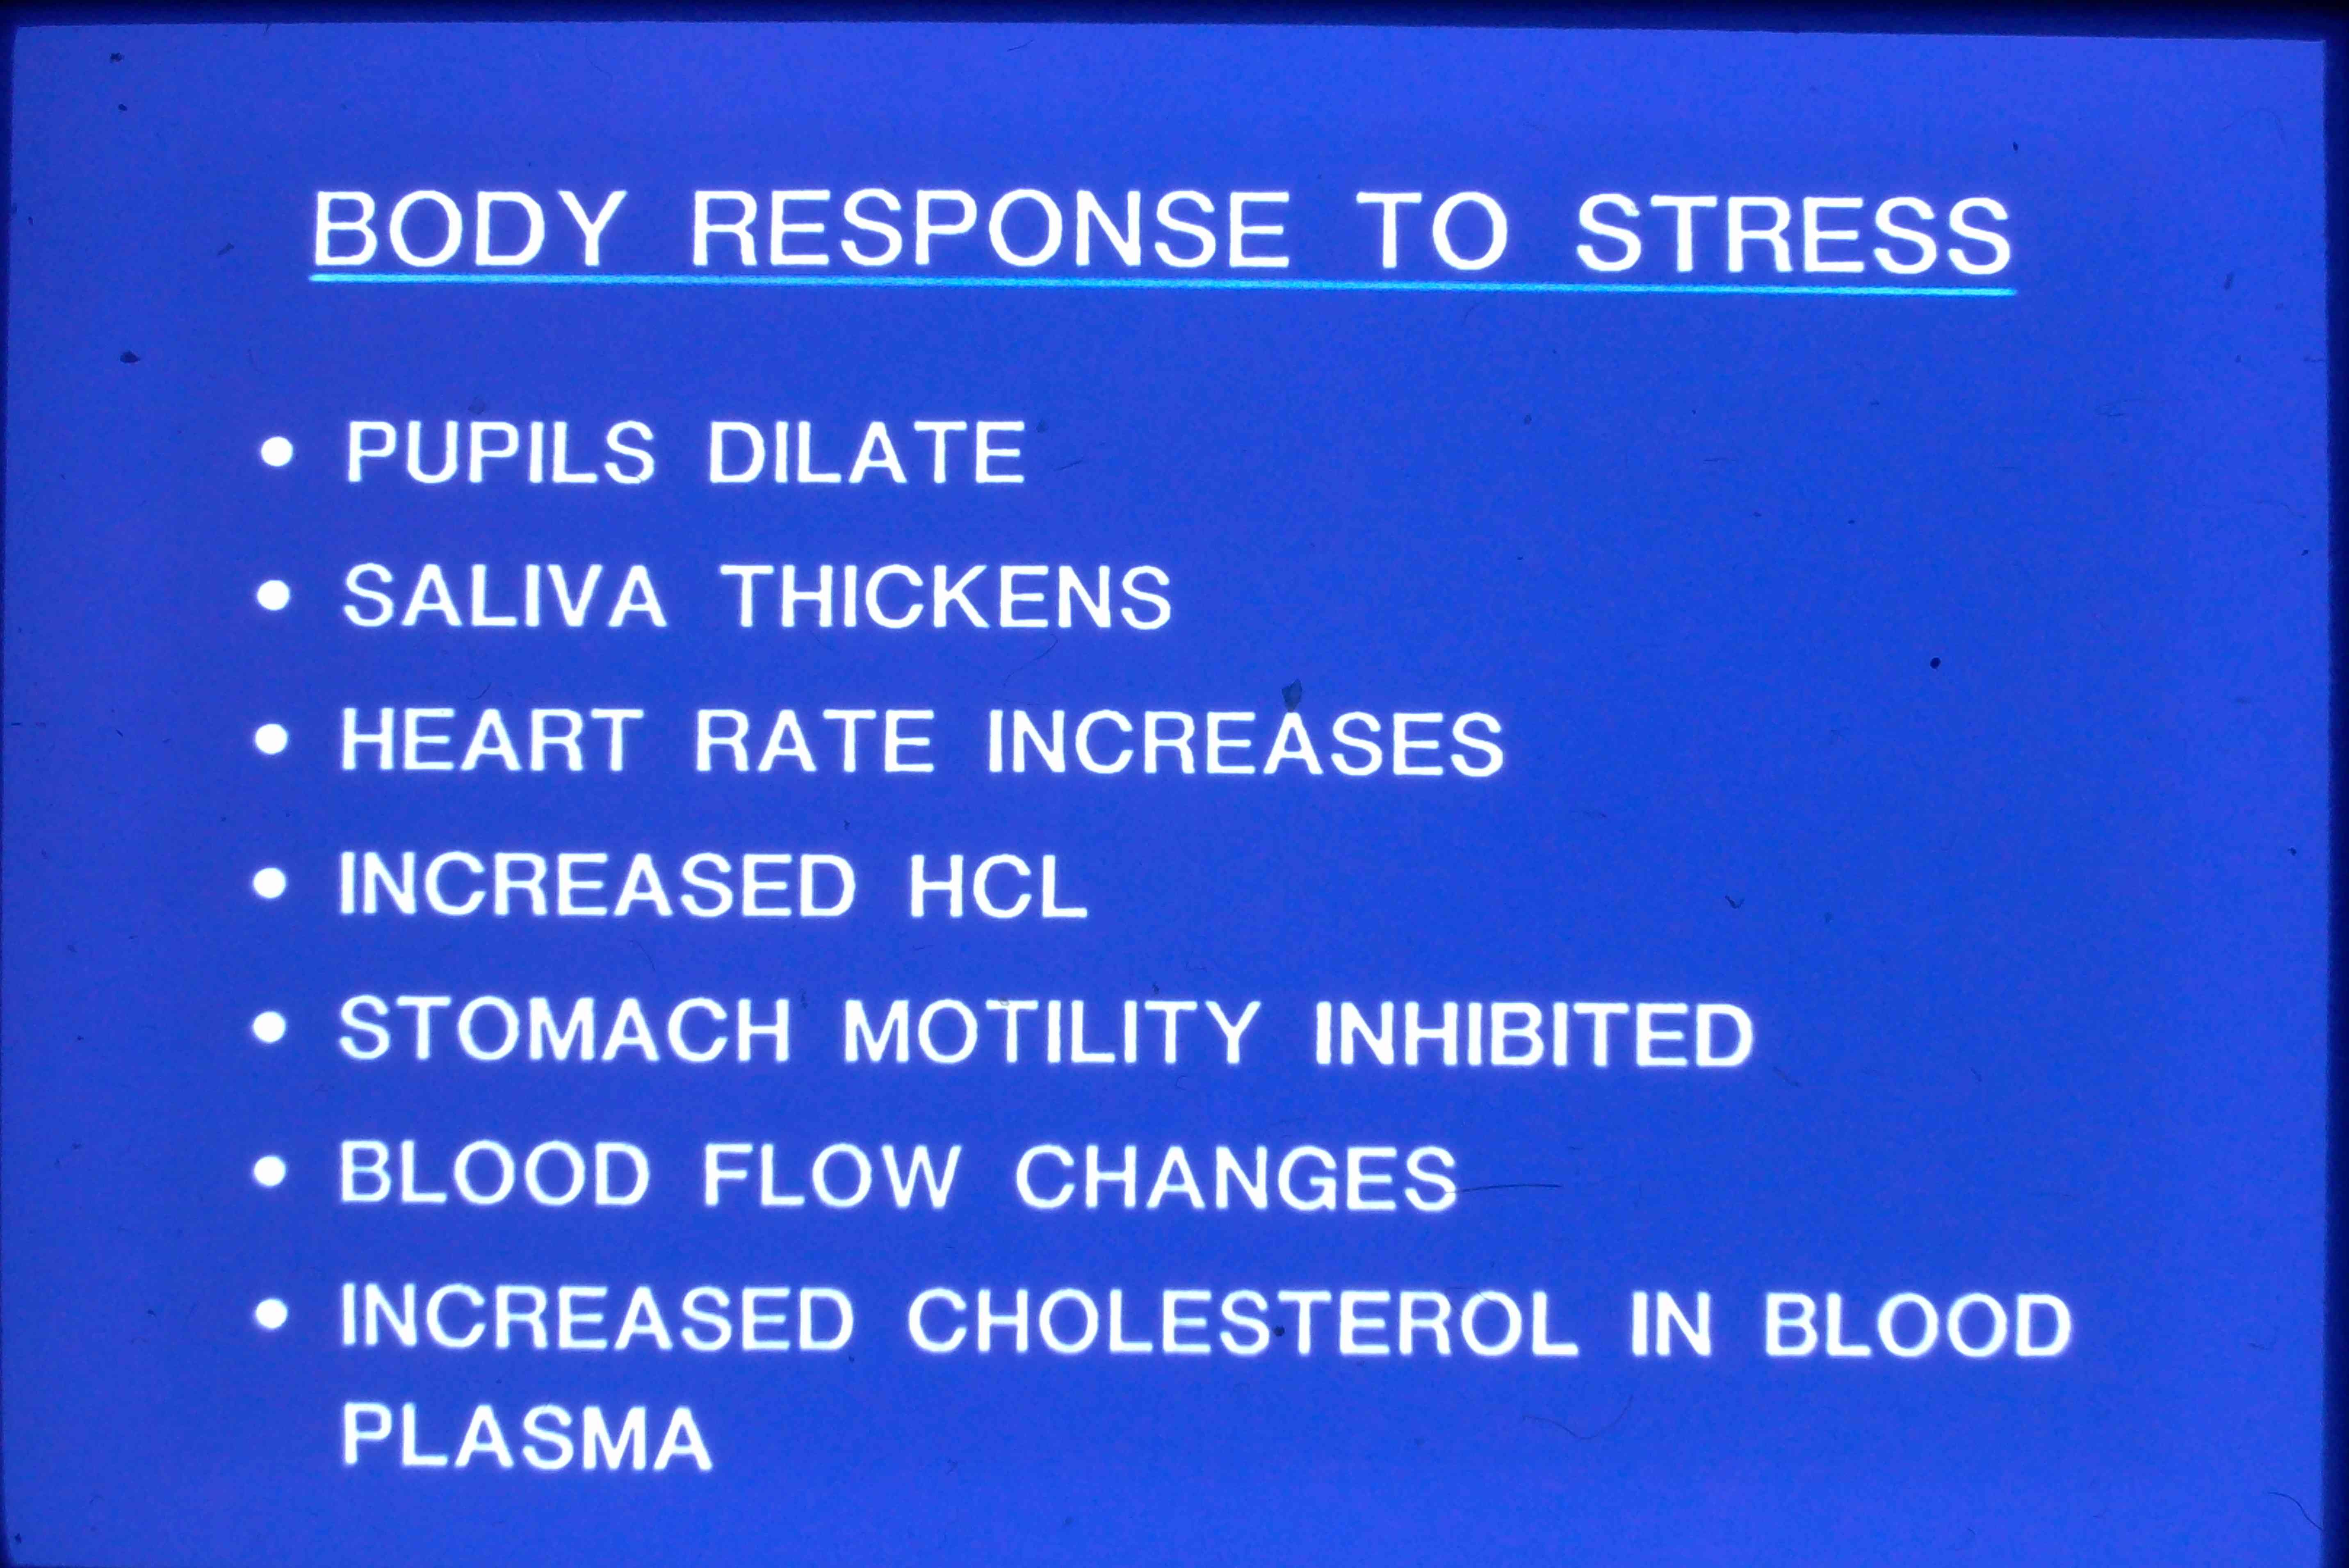 BODY RESPONSE TO STRESS
• PUPILS DILATE
• SALIVA THICKENS
• HEART RATE INCREASES
• INCREASED HCL
• STOMACH MOTILITY INHIBITED
• BLOOD FLOW CHANGES
• INCREASED CHOLESTEROL IN BLOOD
PLASMA